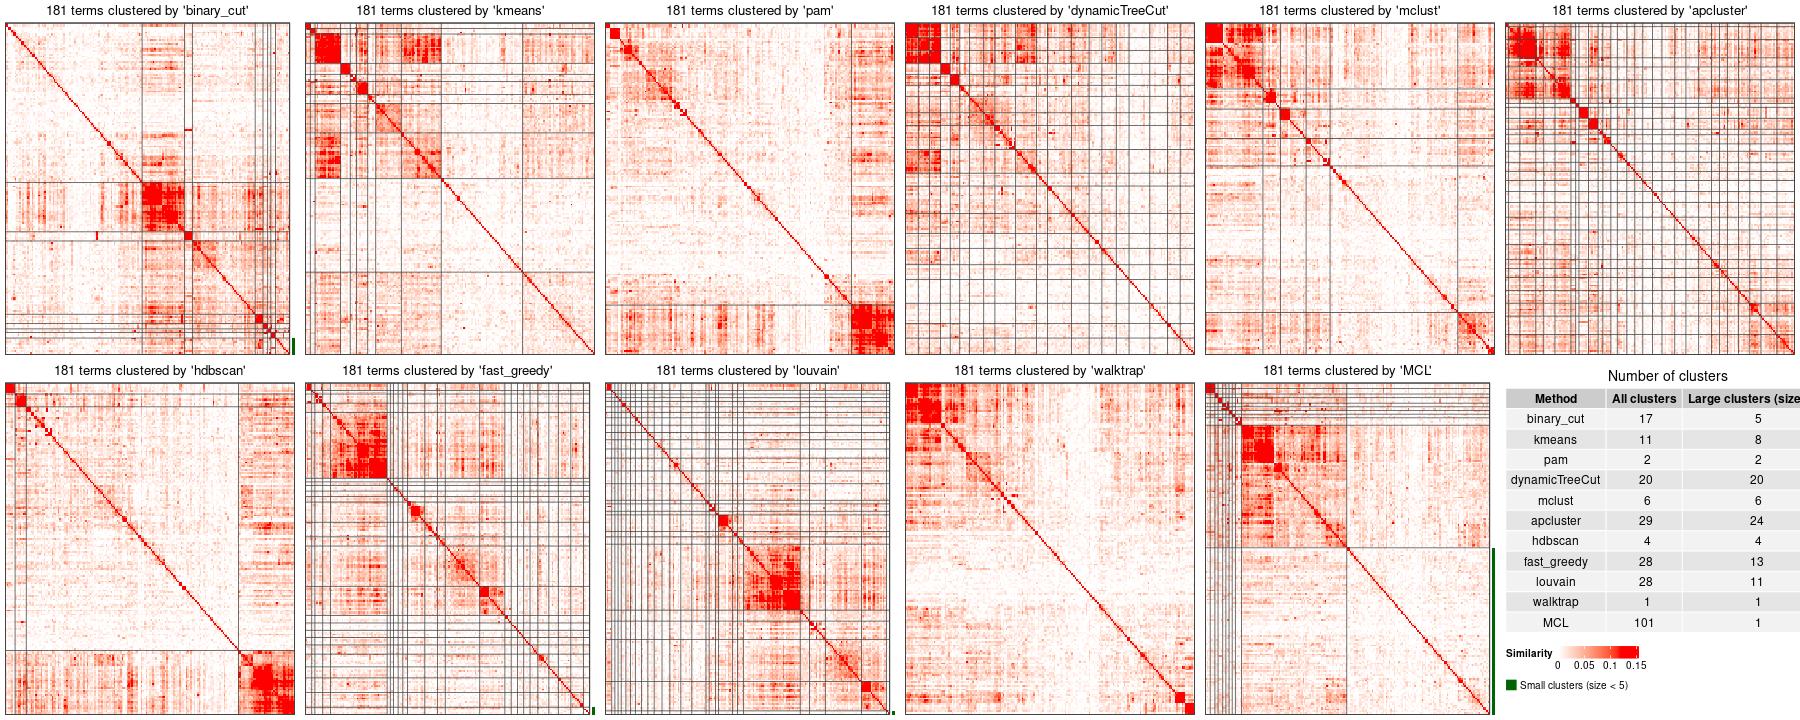 181 terms clustered by 'binary_cut'
181 terms clustered by 'kmeans'
181 terms clustered by 'pam'
181 terms clustered by 'dynamicTreeCut'
181 terms clustered by 'mclust'
181 terms clustered by 'apcluster'
181 terms clustered by 'hdbscan'
181 terms clustered by 'fast_greedy'
181 terms clustered by 'louvain'
181 terms clustered by 'walktrap'
181 terms clustered by 'MCL'
Number of clusters
Method All clusters Large clusters (size
binary_cut 17 5
kmeans 11 8
pam 2 2
dynamicTreeCut 20 20
mclust 6 6
apcluster 29 24
hdbscan 4 4
fast_greedy 28 13
louvain 28 11
walktrap 1 1
MCL 101 1
Similarity
0 0.05 0.1 0.15
Small clusters (size < 5)